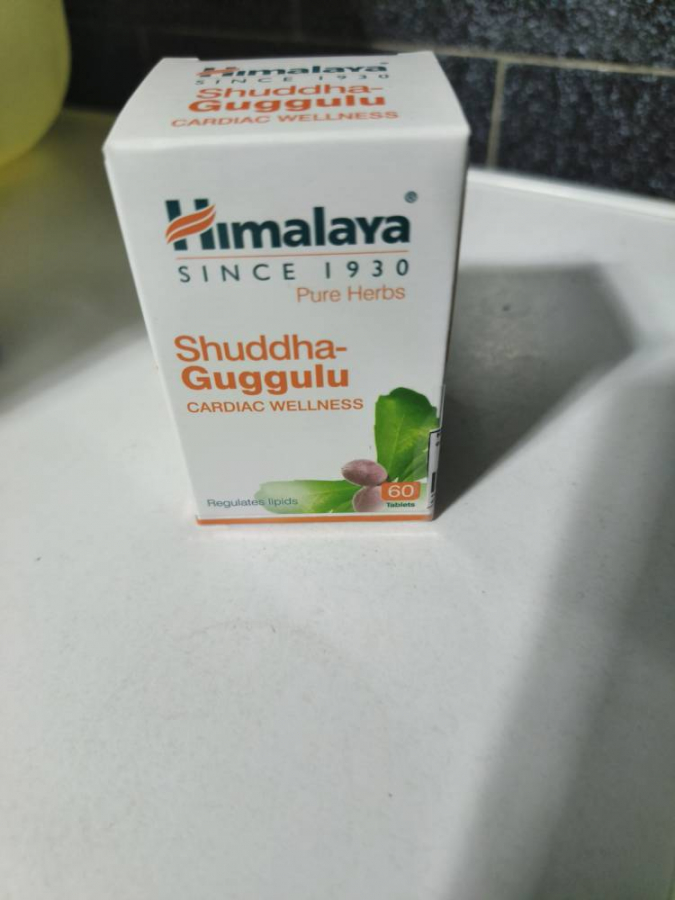 Himalaya
SINCE 1930
Shuddha-
Guggulu
CARDIAC WELLNESS
Himalaya®
SINCE 1930
Pure Herbs
Shuddha-
Guggulu
CARDIAC WELLNESS
Regulates lipids
60
Tablets